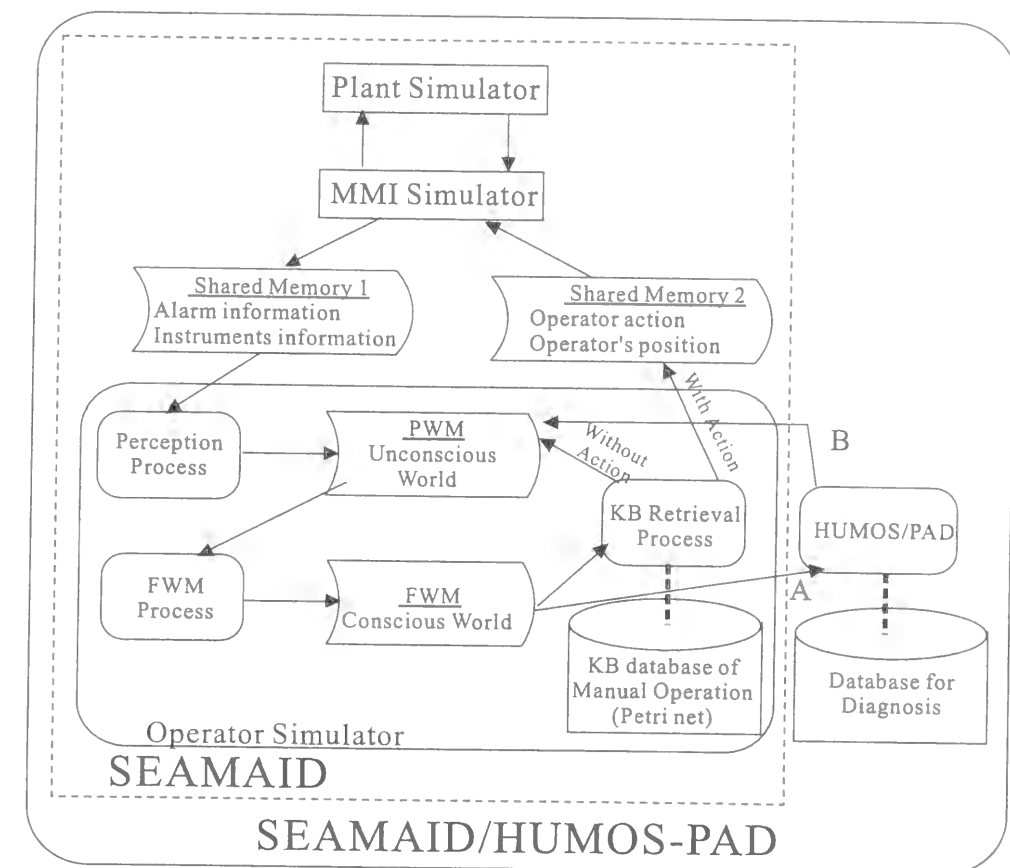 Plant Simulator
MMI Simulator
Shared Memory 1
Alarm information
Instruments information
Shared Memory 2
Operator action
Operator's position
With Action
Perception
Process
PWM
Unconscious
World
Without
Action
B
KB Retrieval
Process
HUMOS/PAD
FWM
Process
FWM
Conscious World
A
KB database of
Manual Operation
(Petri net)
Database for
Diagnosis
Operator Simulator
SEAMAID
SEAMAID/HUMOS-PAD